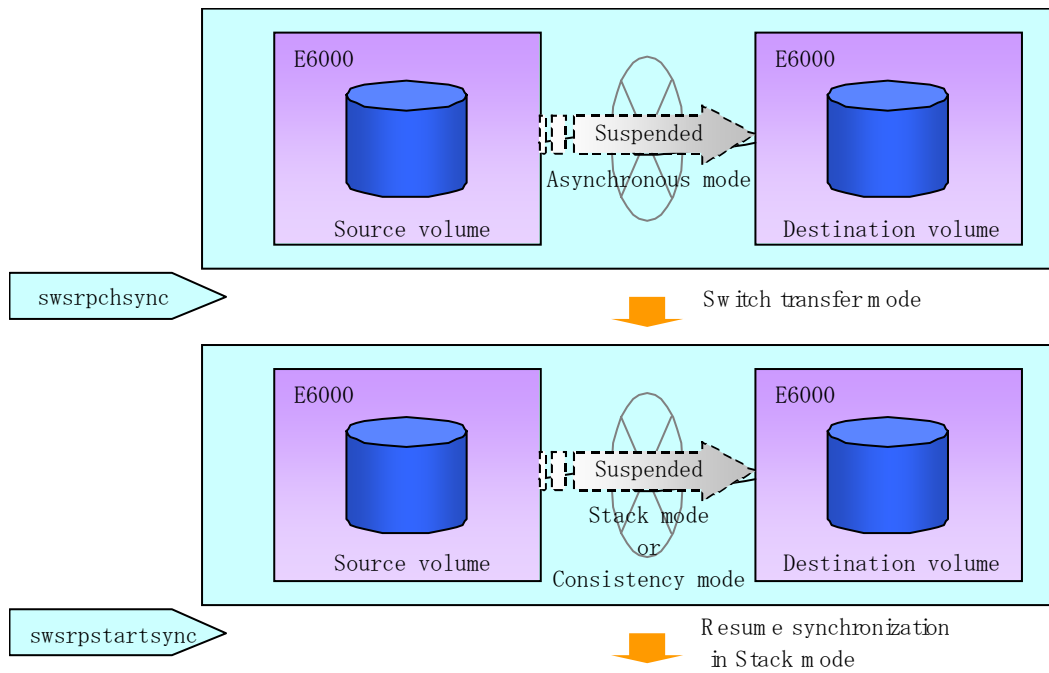 E6000
E6000
Suspended
Asynchronous mode
Source volume
Destination volume
swsrpchsync
Switch transfer mode
E6000
E6000
Suspended
Stack mode
or
Consistency mode
Source volume
Destination volume
swsrpstartsync
Resume synchronization
in Stack mode